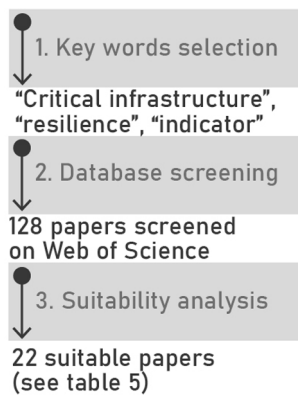 1. Key words selection
“Critical infrastructure”,
“resilience”, “indicator”
2. Database screening
128 papers screened
on Web of Science
3. Suitability analysis
22 suitable papers
(see table 5)